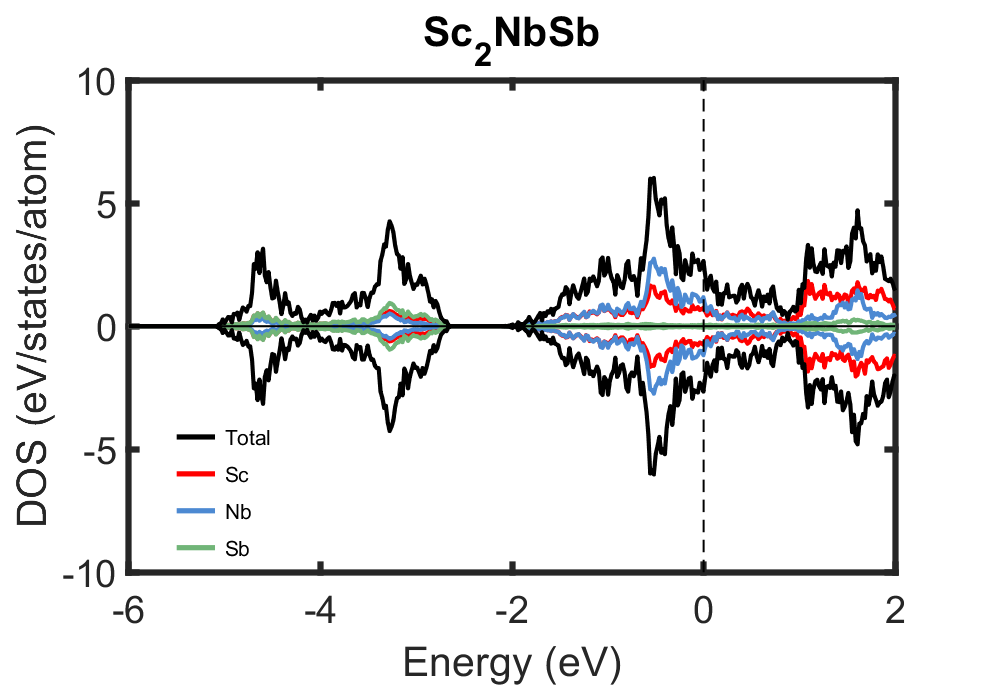 Sc2NbSb
10
5
0
-5
-10
DOS (eV/states/atom)
Total
Sc
Nb
Sb
-6
-4
-2
0
2
Energy (eV)